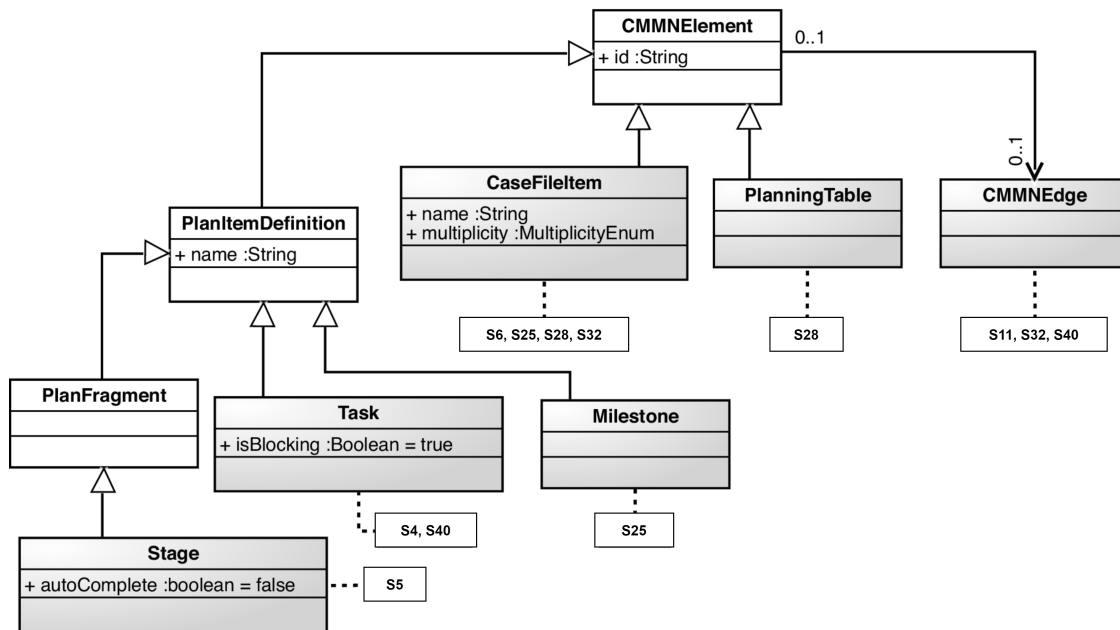 CMMNElement
+ id :String
0..1
0..1
CaseFileItem
+ name :String
+ multiplicity :MultiplicityEnum
PlanningTable
CMMNEdge
PlanItemDefinition
+ name :String
S6, S25, S28, S32
S28
S11, S32, S40
PlanFragment
Task
+ isBlocking :Boolean = true
Milestone
S4, S40
S25
Stage
+ autoComplete :boolean = false
S5